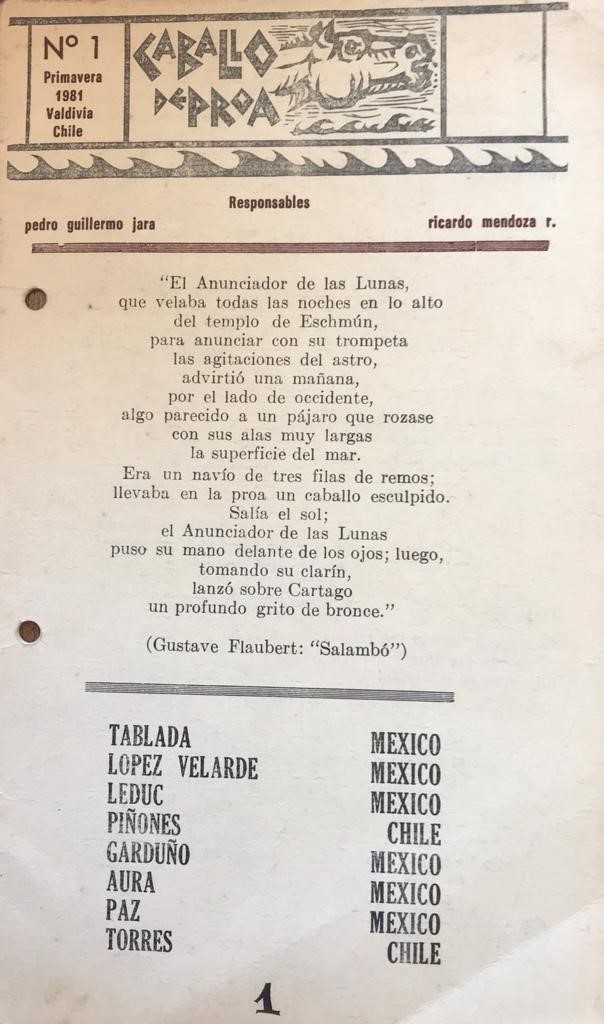 Nº 1
Primavera
1981
Valdivia
Chile
CABALLO
DE PROA
Responsables
pedro guillermo jara
ricardo mendoza r.
“El Anunciador de las Lunas,
que velaba todas las noches en lo alto
del templo de Eschmún,
para anunciar con su trompeta
las agitaciones del astro,
advirtió una mañana,
por el lado de occidente,
algo parecido a un pájaro que rozase
con sus alas muy largas
la superficie del mar.
Era un navío de tres filas de remos;
llevaba en la proa un caballo esculpido.
Salía el sol;
el Anunciador de las Lunas
puso su mano delante de los ojos; luego,
tomando su clarín,
lanzó sobre Cartago
un profundo grito de bronce.”
(Gustave Flaubert: “Salambó”)
TABLADA MEXICO
LOPEZ VELARDE MEXICO
LEDUC MEXICO
PIÑONES CHILE
GARDUÑO MEXICO
AURA MEXICO
PAZ MEXICO
TORRES CHILE
1